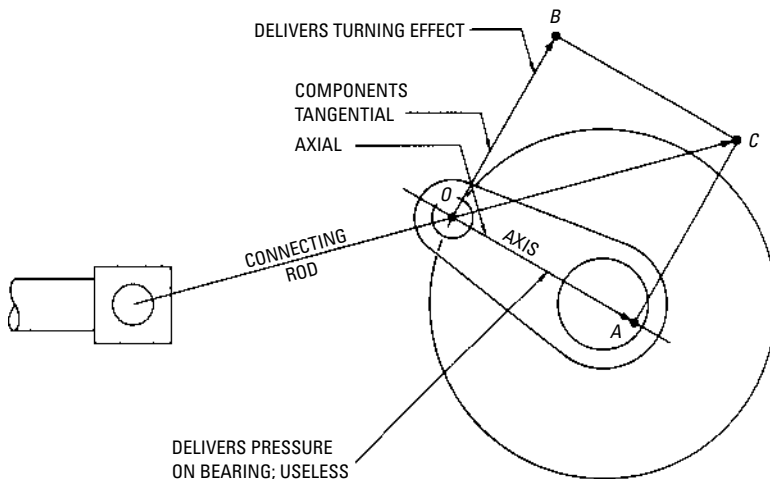 B
DELIVERS TURNING EFFECT
COMPONENTS
TANGENTIAL
AXIAL
C
O
AXIS
CONNECTING
ROD
A
DELIVERS PRESSURE
ON BEARING; USELESS